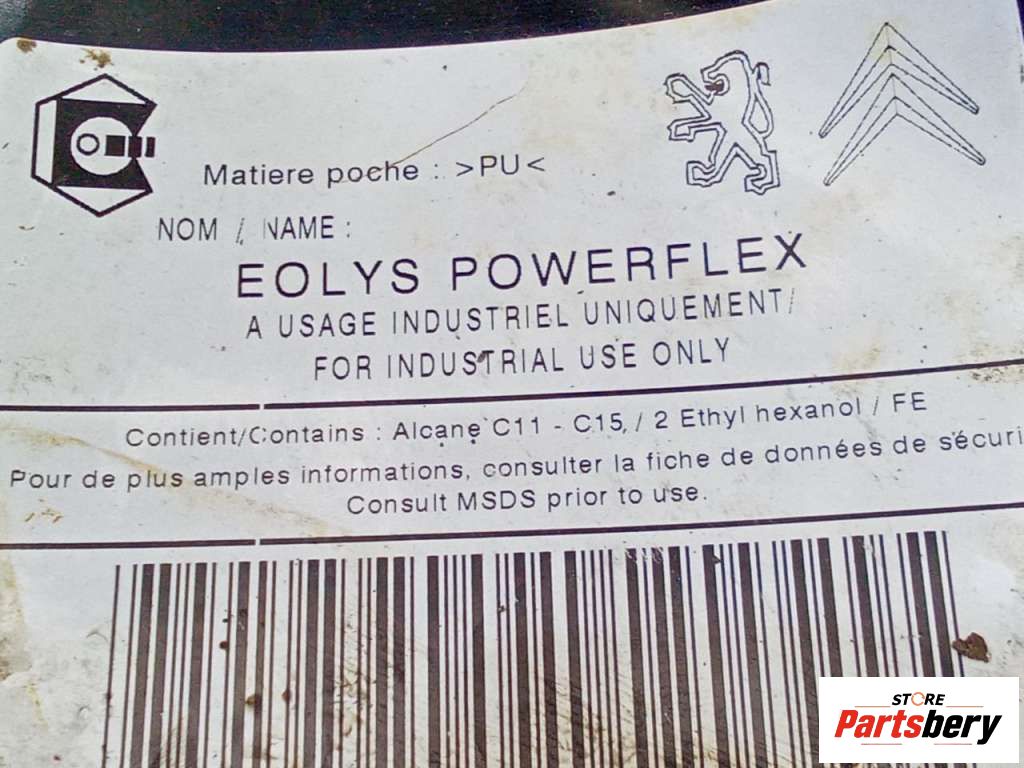 Matiere poche : >PU<
NOM / NAME :
EOLYS POWERFLEX
A USAGE INDUSTRIEL UNIQUEMENT/
FOR INDUSTRIAL USE ONLY
Contient/Contains : Alcane C11 - C15, / 2 Ethyl hexanol / FE
Pour de plus amples informations, consulter la fiche de données de sécuri
Consult MSDS prior to use.
STORE
Partsbery